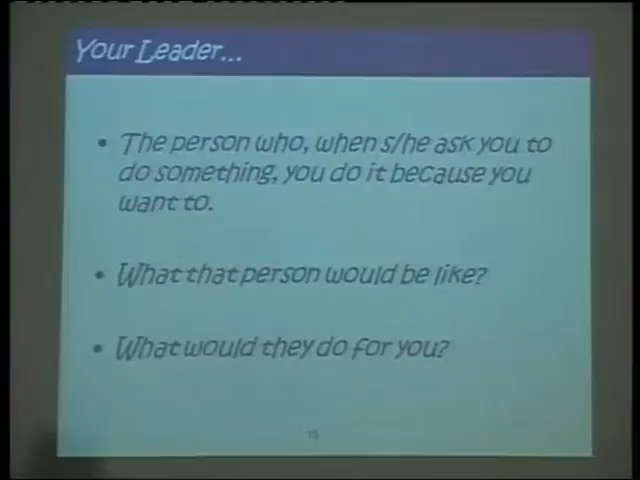 Your Leader...
• The person who, when s/he ask you to
do something, you do it because you
want to.
• What that person would be like?
• What would they do for you?
15